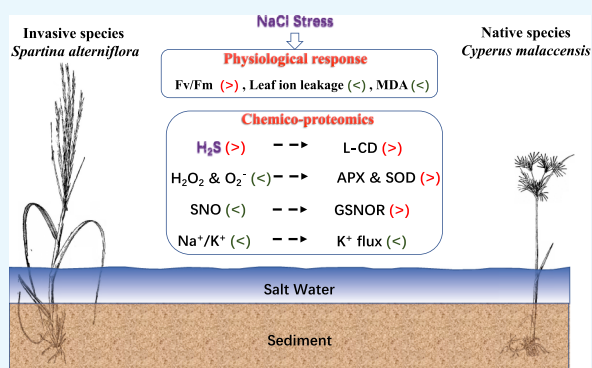 NaCl Stress
Invasive species
Spartina alterniflora
Native species
Cyperus malaccensis
Physiological response
Fv/Fm (>) , Leaf ion leakage (<) , MDA (<)
Chemico-proteomics
H₂S (>) --→ L-CD (>)
H₂O₂ & O₂⁻ (<) --→ APX & SOD (>)
SNO (<) --→ GSNOR (>)
Na⁺/K⁺ (<) --→ K⁺ flux (<)
Salt Water
Sediment